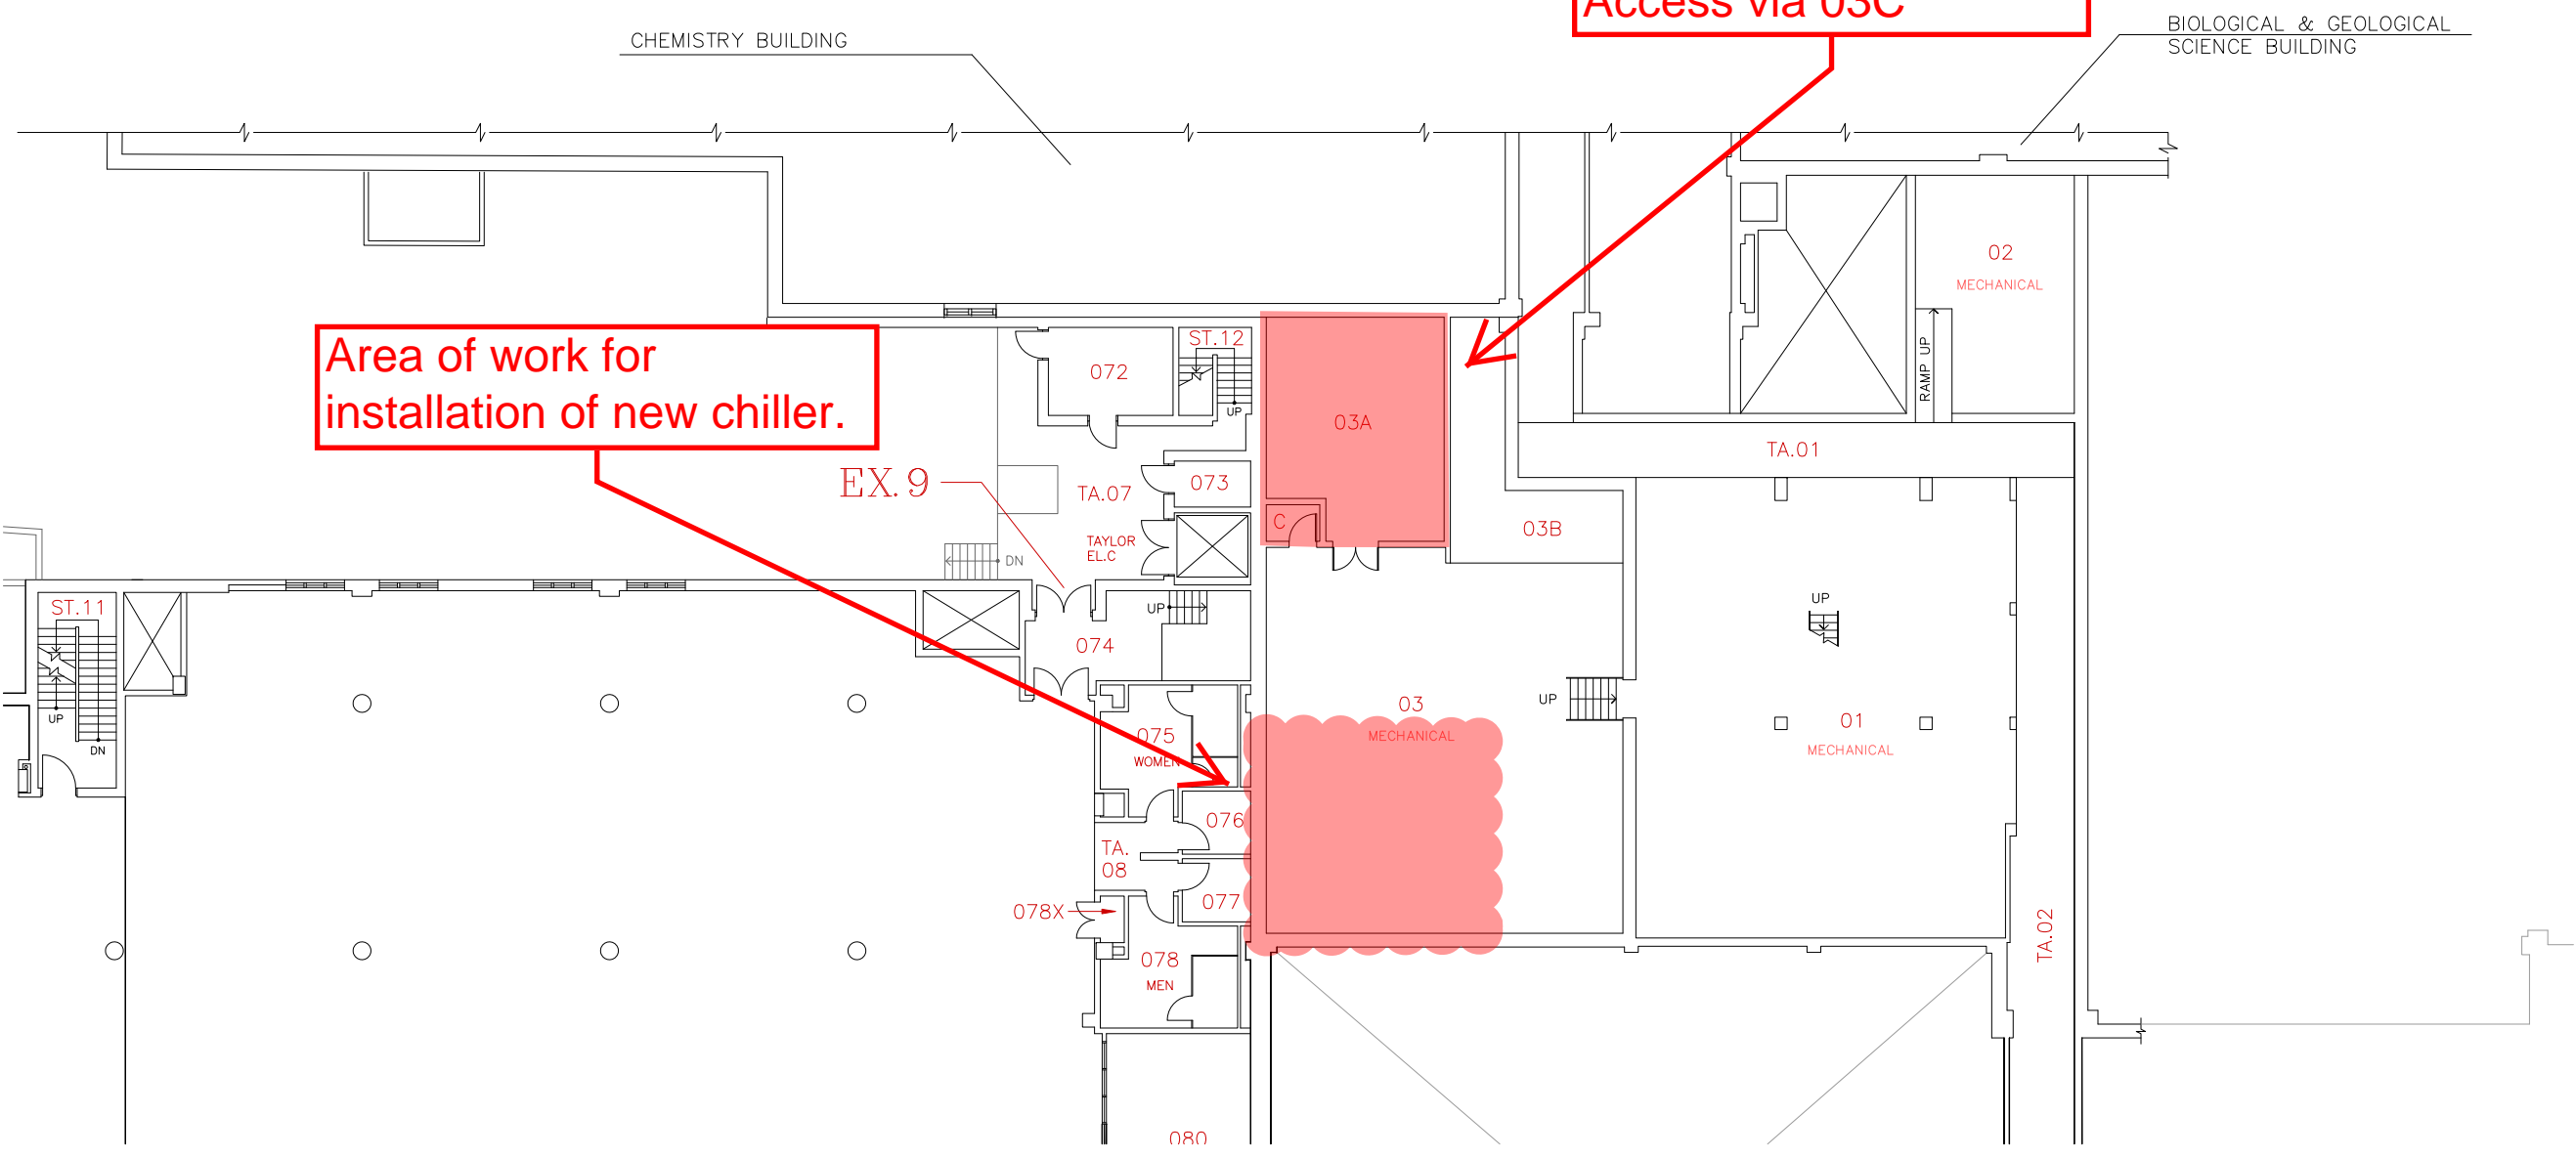 Access via 03C
CHEMISTRY BUILDING
BIOLOGICAL & GEOLOGICAL
SCIENCE BUILDING
02
MECHANICAL
RAMP UP
Area of work for
installation of new chiller.
ST.12
072
UP
03A
EX.9
TA.07
073
TA.01
C
03B
TAYLOR
EL.C
DN
ST.11
UP
DN
UP
074
UP
03
MECHANICAL
UP
01
MECHANICAL
075
WOMEN
076
TA.
08
077
078X
078
MEN
TA.02
080